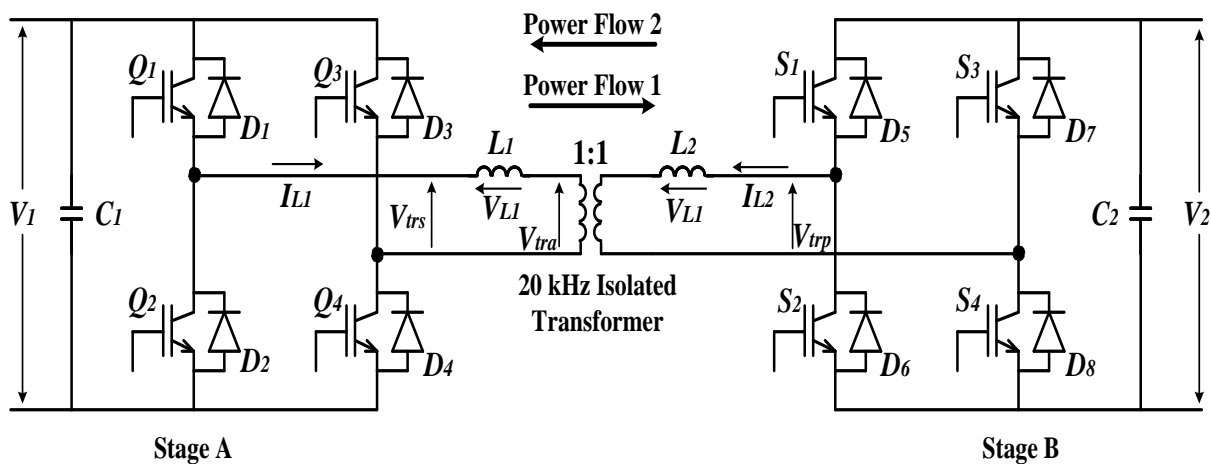 Power Flow 2
Power Flow 1
Q1
Q3
S1
S3
D1
D3
D5
D7
L1
1:1
L2
IL1
VL1
VL1
IL2
V1
C1
Vtrs
Vtra
Vtrp
C2
V2
20 kHz Isolated
Transformer
Q2
Q4
S2
S4
D2
D4
D6
D8
Stage A
Stage B